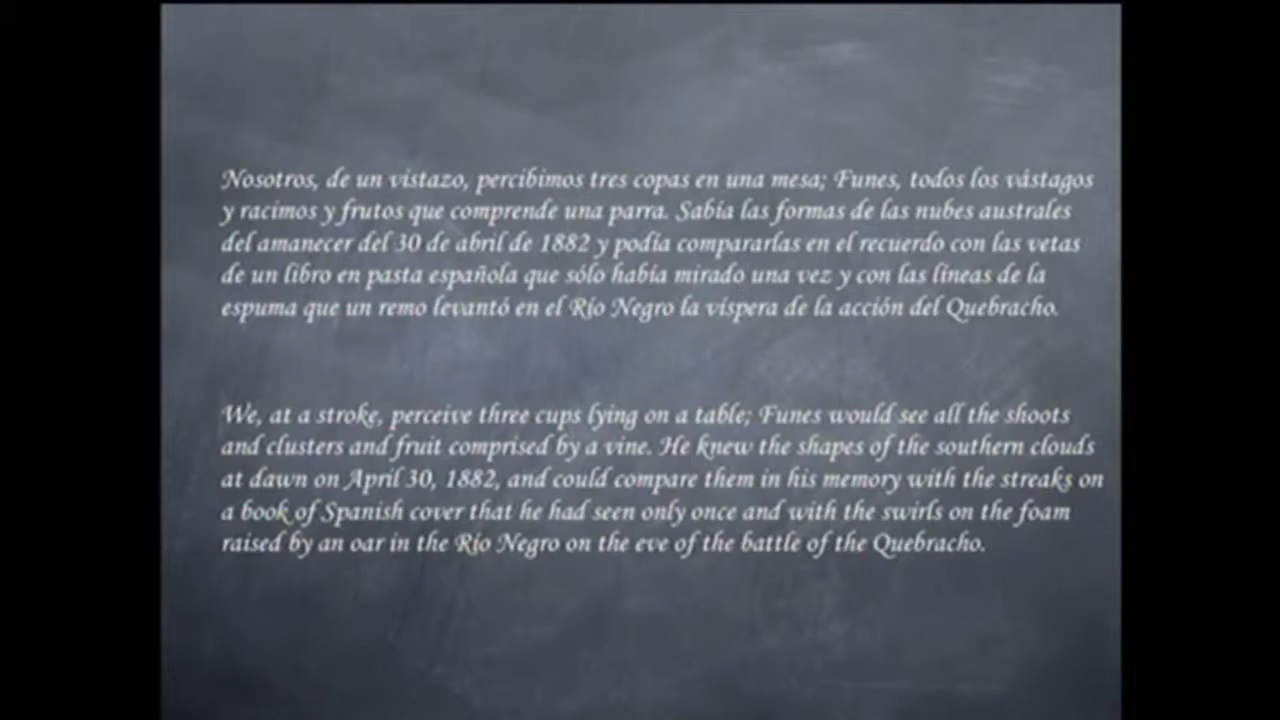 Nosotros, de un vistazo, percibimos tres copas en una mesa; Funes, todos los vástagos
y racimos y frutos que comprende una parra. Sabía las formas de las nubes australes
del amanecer del 30 de abril de 1882 y podía compararlas en el recuerdo con las vetas
de un libro en pasta española que sólo había mirado una vez y con las líneas de la
espuma que un remo levantó en el Río Negro la víspera de la acción del Quebracho.
We, at a stroke, perceive three cups lying on a table; Funes would see all the shoots
and clusters and fruit comprised by a vine. He knew the shapes of the southern clouds
at dawn on April 30, 1882, and could compare them in his memory with the streaks on
a book of Spanish cover that he had seen only once and with the swirls on the foam
raised by an oar in the Río Negro on the eve of the battle of the Quebracho.